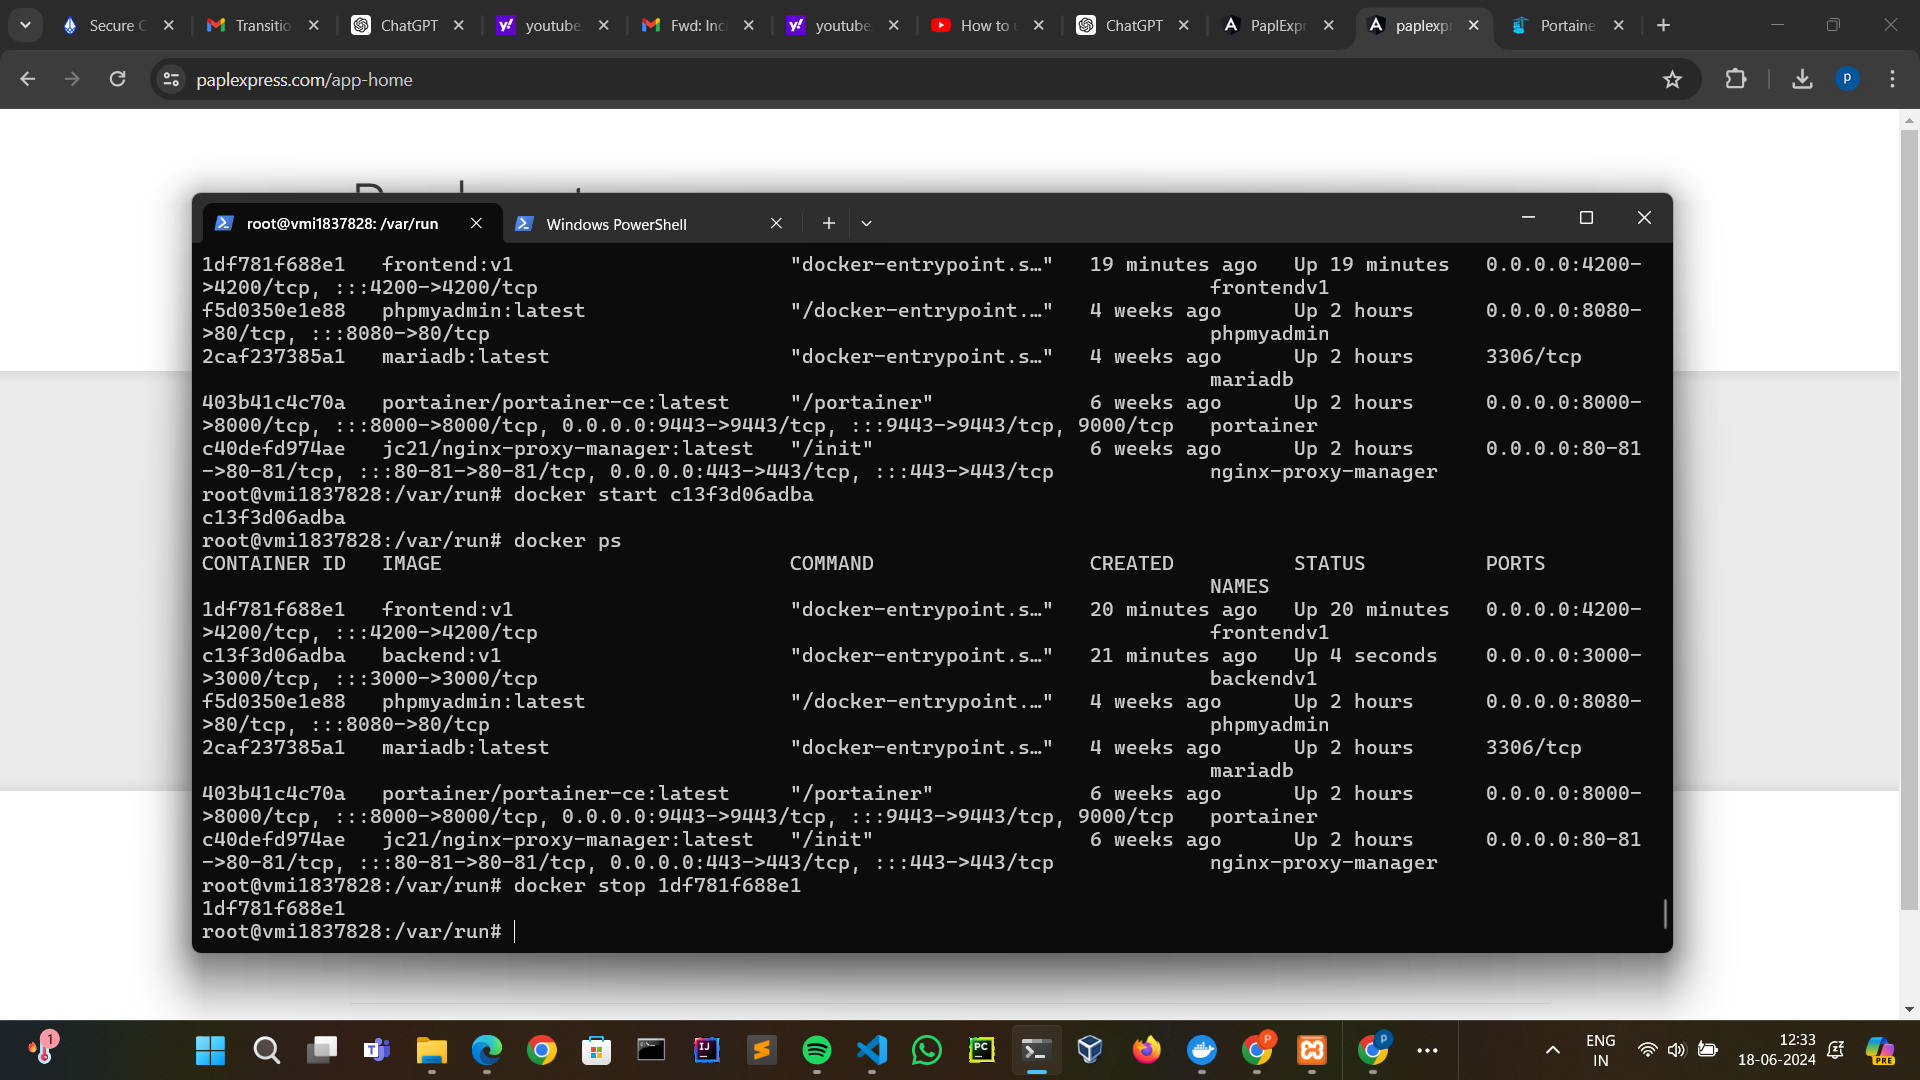 Secure C
Transitio
ChatGPT
youtube
Fwd: Inc
youtube.
How to u
ChatGPT
PaplExpr
paplexpr
Portaine
paplexpress.com/app-home
P
root@vmi1837828: /var/run
Windows PowerShell
1df781f688e1   frontend:v1                       "docker-entrypoint.s…"   19 minutes ago   Up 19 minutes   0.0.0.0:4200-
>4200/tcp, :::4200->4200/tcp                                                        frontendv1
f5d0350e1e88   phpmyadmin:latest                 "/docker-entrypoint.…"   4 weeks ago      Up 2 hours      0.0.0.0:8080-
>80/tcp, :::8080->80/tcp                                                            phpmyadmin
2caf237385a1   mariadb:latest                    "docker-entrypoint.s…"   4 weeks ago      Up 2 hours      3306/tcp
                                                                                    mariadb
403b41c4c70a   portainer/portainer-ce:latest     "/portainer"             6 weeks ago      Up 2 hours      0.0.0.0:8000-
>8000/tcp, :::8000->8000/tcp, 0.0.0.0:9443->9443/tcp, :::9443->9443/tcp, 9000/tcp   portainer
c40defd974ae   jc21/nginx-proxy-manager:latest   "/init"                  6 weeks ago      Up 2 hours      0.0.0.0:80-81
->80-81/tcp, :::80-81->80-81/tcp, 0.0.0.0:443->443/tcp, :::443->443/tcp             nginx-proxy-manager
root@vmi1837828:/var/run# docker start c13f3d06adba
c13f3d06adba
root@vmi1837828:/var/run# docker ps
CONTAINER ID   IMAGE                             COMMAND                  CREATED          STATUS          PORTS
                                                                                    NAMES
1df781f688e1   frontend:v1                       "docker-entrypoint.s…"   20 minutes ago   Up 20 minutes   0.0.0.0:4200-
>4200/tcp, :::4200->4200/tcp                                                        frontendv1
c13f3d06adba   backend:v1                        "docker-entrypoint.s…"   21 minutes ago   Up 4 seconds    0.0.0.0:3000-
>3000/tcp, :::3000->3000/tcp                                                        backendv1
f5d0350e1e88   phpmyadmin:latest                 "/docker-entrypoint.…"   4 weeks ago      Up 2 hours      0.0.0.0:8080-
>80/tcp, :::8080->80/tcp                                                            phpmyadmin
2caf237385a1   mariadb:latest                    "docker-entrypoint.s…"   4 weeks ago      Up 2 hours      3306/tcp
                                                                                    mariadb
403b41c4c70a   portainer/portainer-ce:latest     "/portainer"             6 weeks ago      Up 2 hours      0.0.0.0:8000-
>8000/tcp, :::8000->8000/tcp, 0.0.0.0:9443->9443/tcp, :::9443->9443/tcp, 9000/tcp   portainer
c40defd974ae   jc21/nginx-proxy-manager:latest   "/init"                  6 weeks ago      Up 2 hours      0.0.0.0:80-81
->80-81/tcp, :::80-81->80-81/tcp, 0.0.0.0:443->443/tcp, :::443->443/tcp             nginx-proxy-manager
root@vmi1837828:/var/run# docker stop 1df781f688e1
1df781f688e1
root@vmi1837828:/var/run#
1
ENG
IN
12:33
18-06-2024
PRE